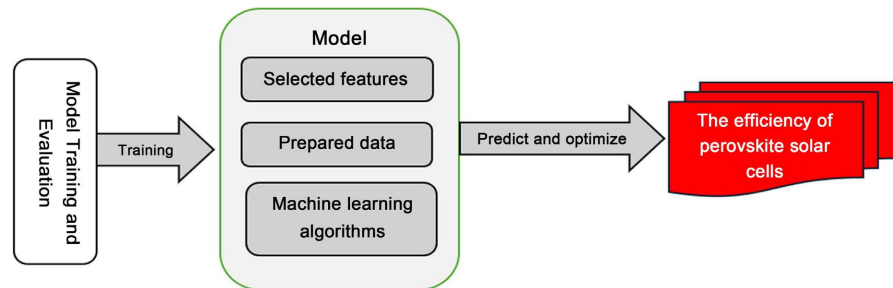 Model Training and
Evaluation
Training
Model
Selected features
Prepared data
Machine learning
algorithms
Predict and optimize
The efficiency of
perovskite solar
cells